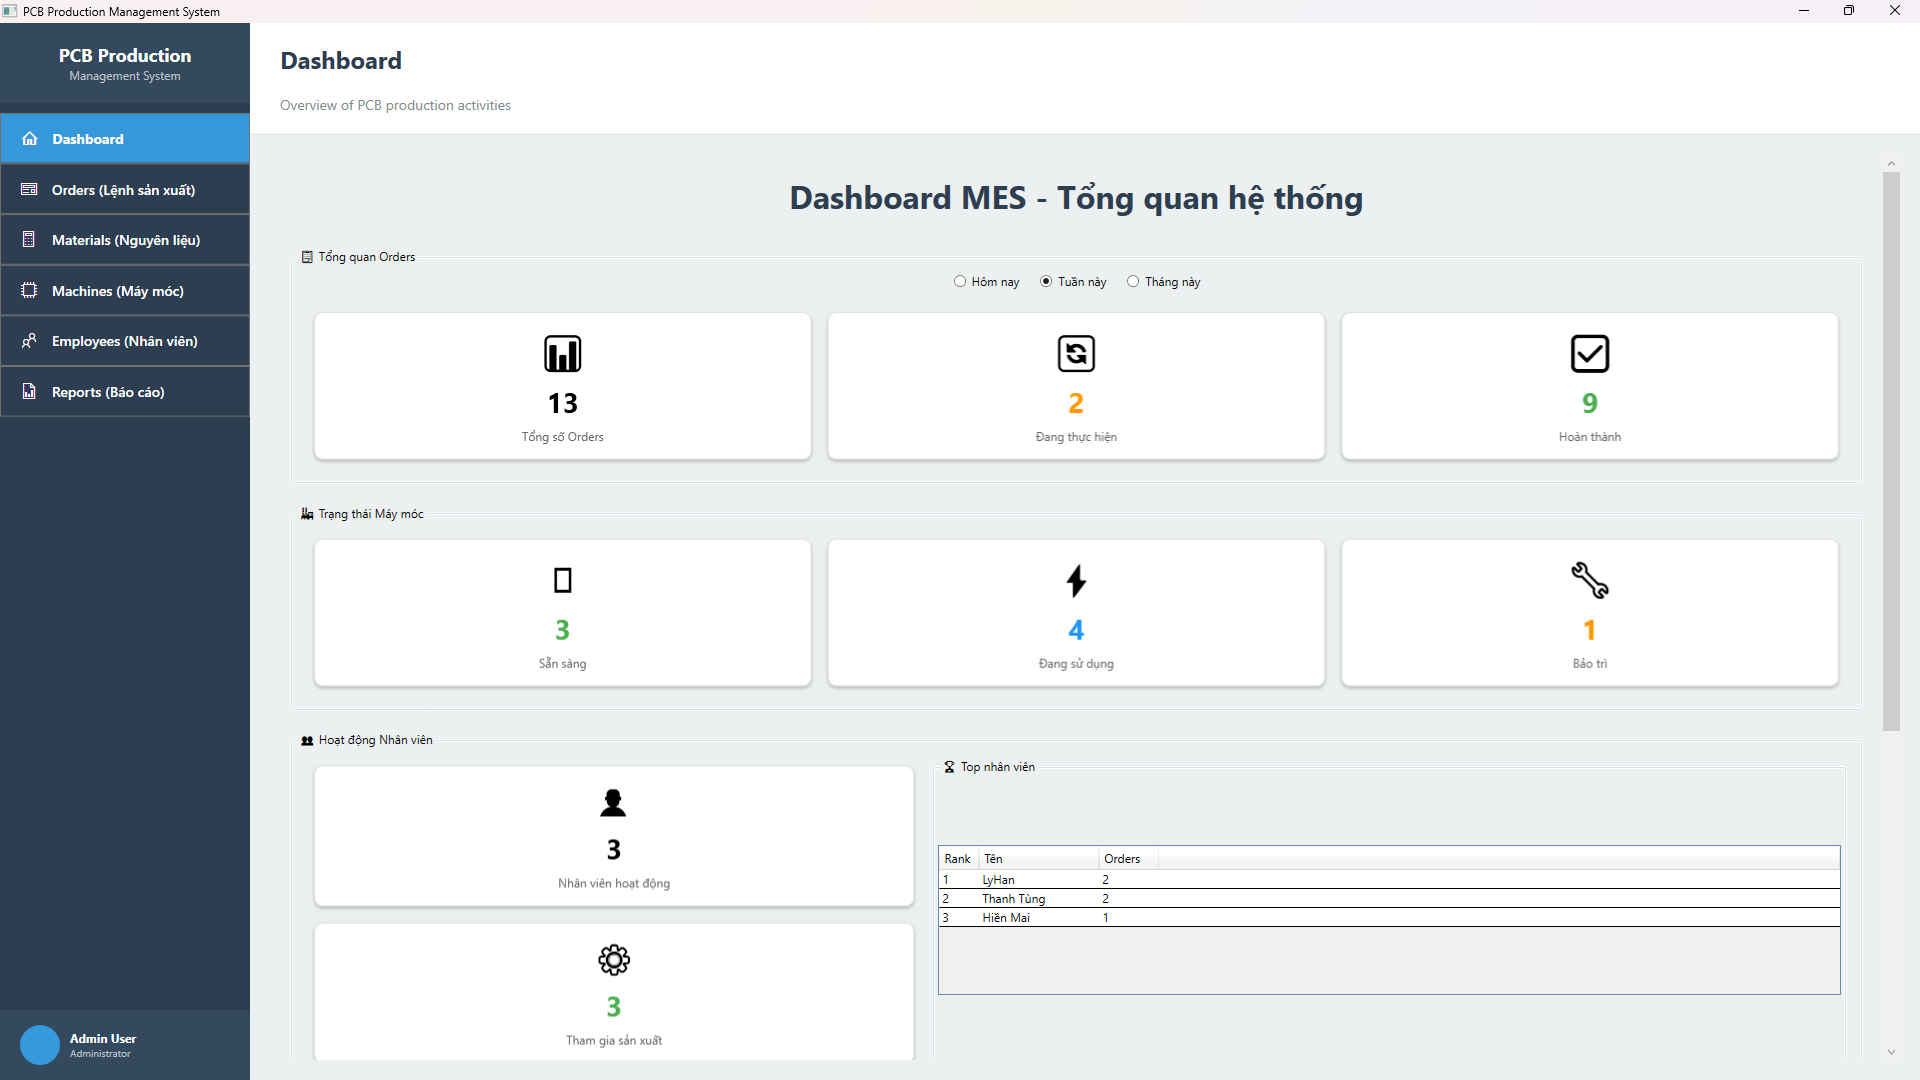 PCB Production Management System
PCB Production
Management System
Dashboard
Orders (Lệnh sản xuất)
Materials (Nguyên liệu)
Machines (Máy móc)
Employees (Nhân viên)
Reports (Báo cáo)
Admin User
Administrator
Dashboard
Overview of PCB production activities
Dashboard MES - Tổng quan hệ thống
Tổng quan Orders
Hôm nay Tuần này Tháng này
13
Tổng số Orders
2
Đang thực hiện
9
Hoàn thành
Trạng thái Máy móc
3
Sẵn sàng
4
Đang sử dụng
1
Bảo trì
Hoạt động Nhân viên
3
Nhân viên hoạt động
3
Tham gia sản xuất
Top nhân viên
Rank Tên Orders
1 LyHan 2
2 Thanh Tùng 2
3 Hiền Mai 1